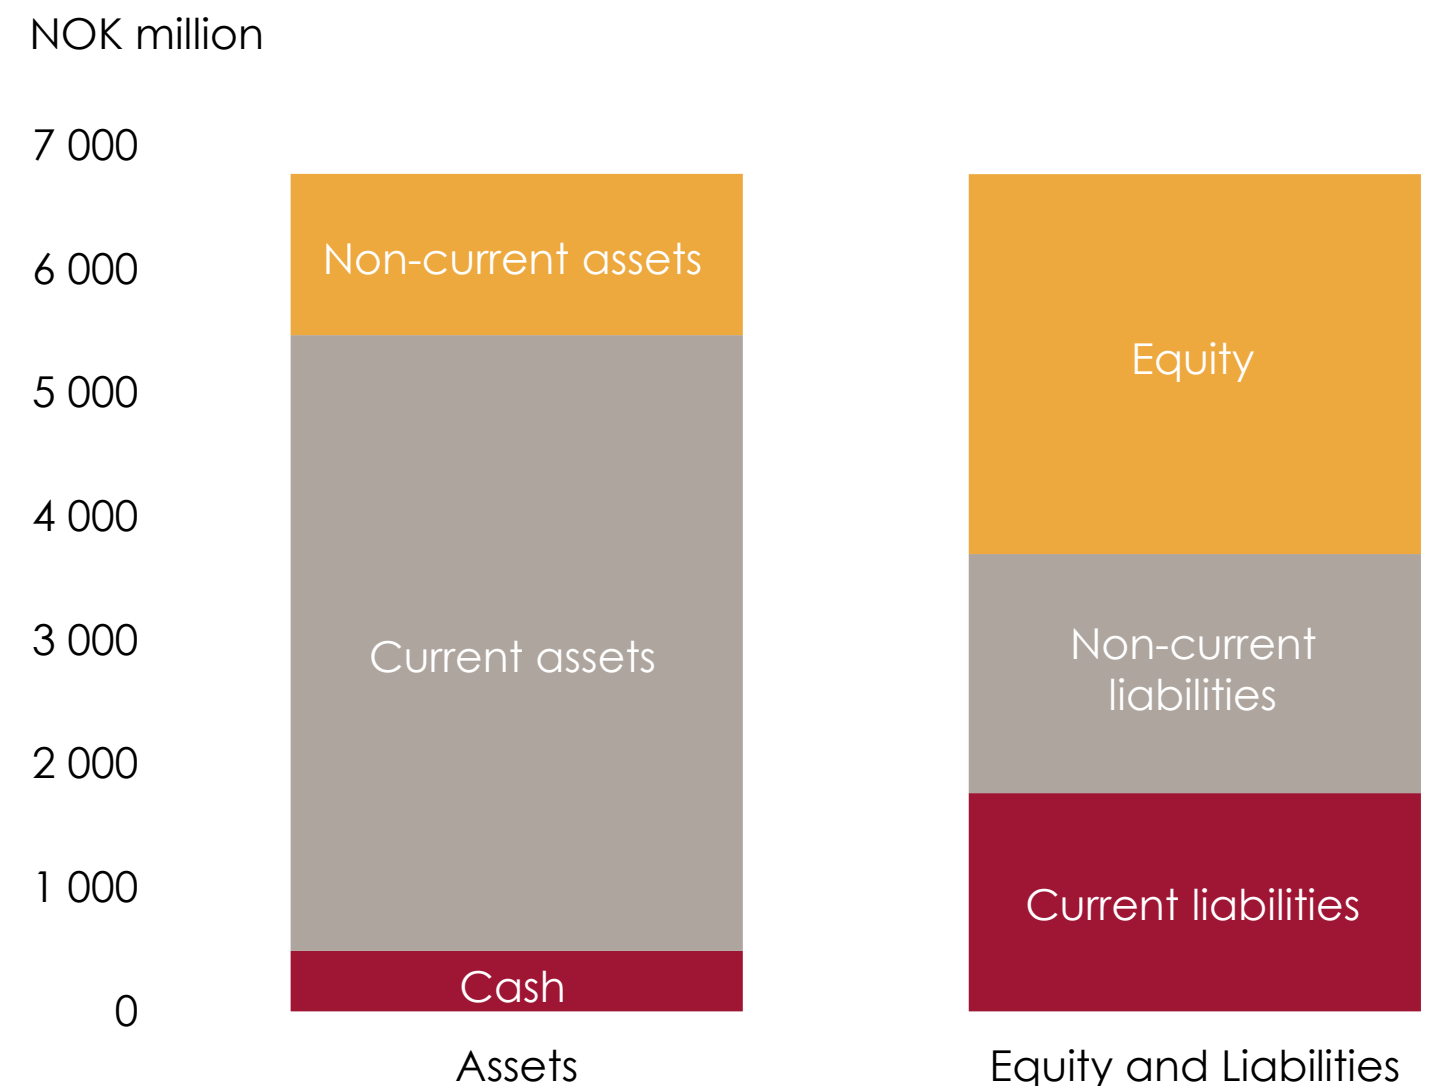 NOK million
7 000
6 000
5 000
4 000
3 000
2 000
1 000
0
Non-current assets
Current assets
Cash
Assets
Equity
Non-current
liabilities
Current liabilities
Equity and Liabilities